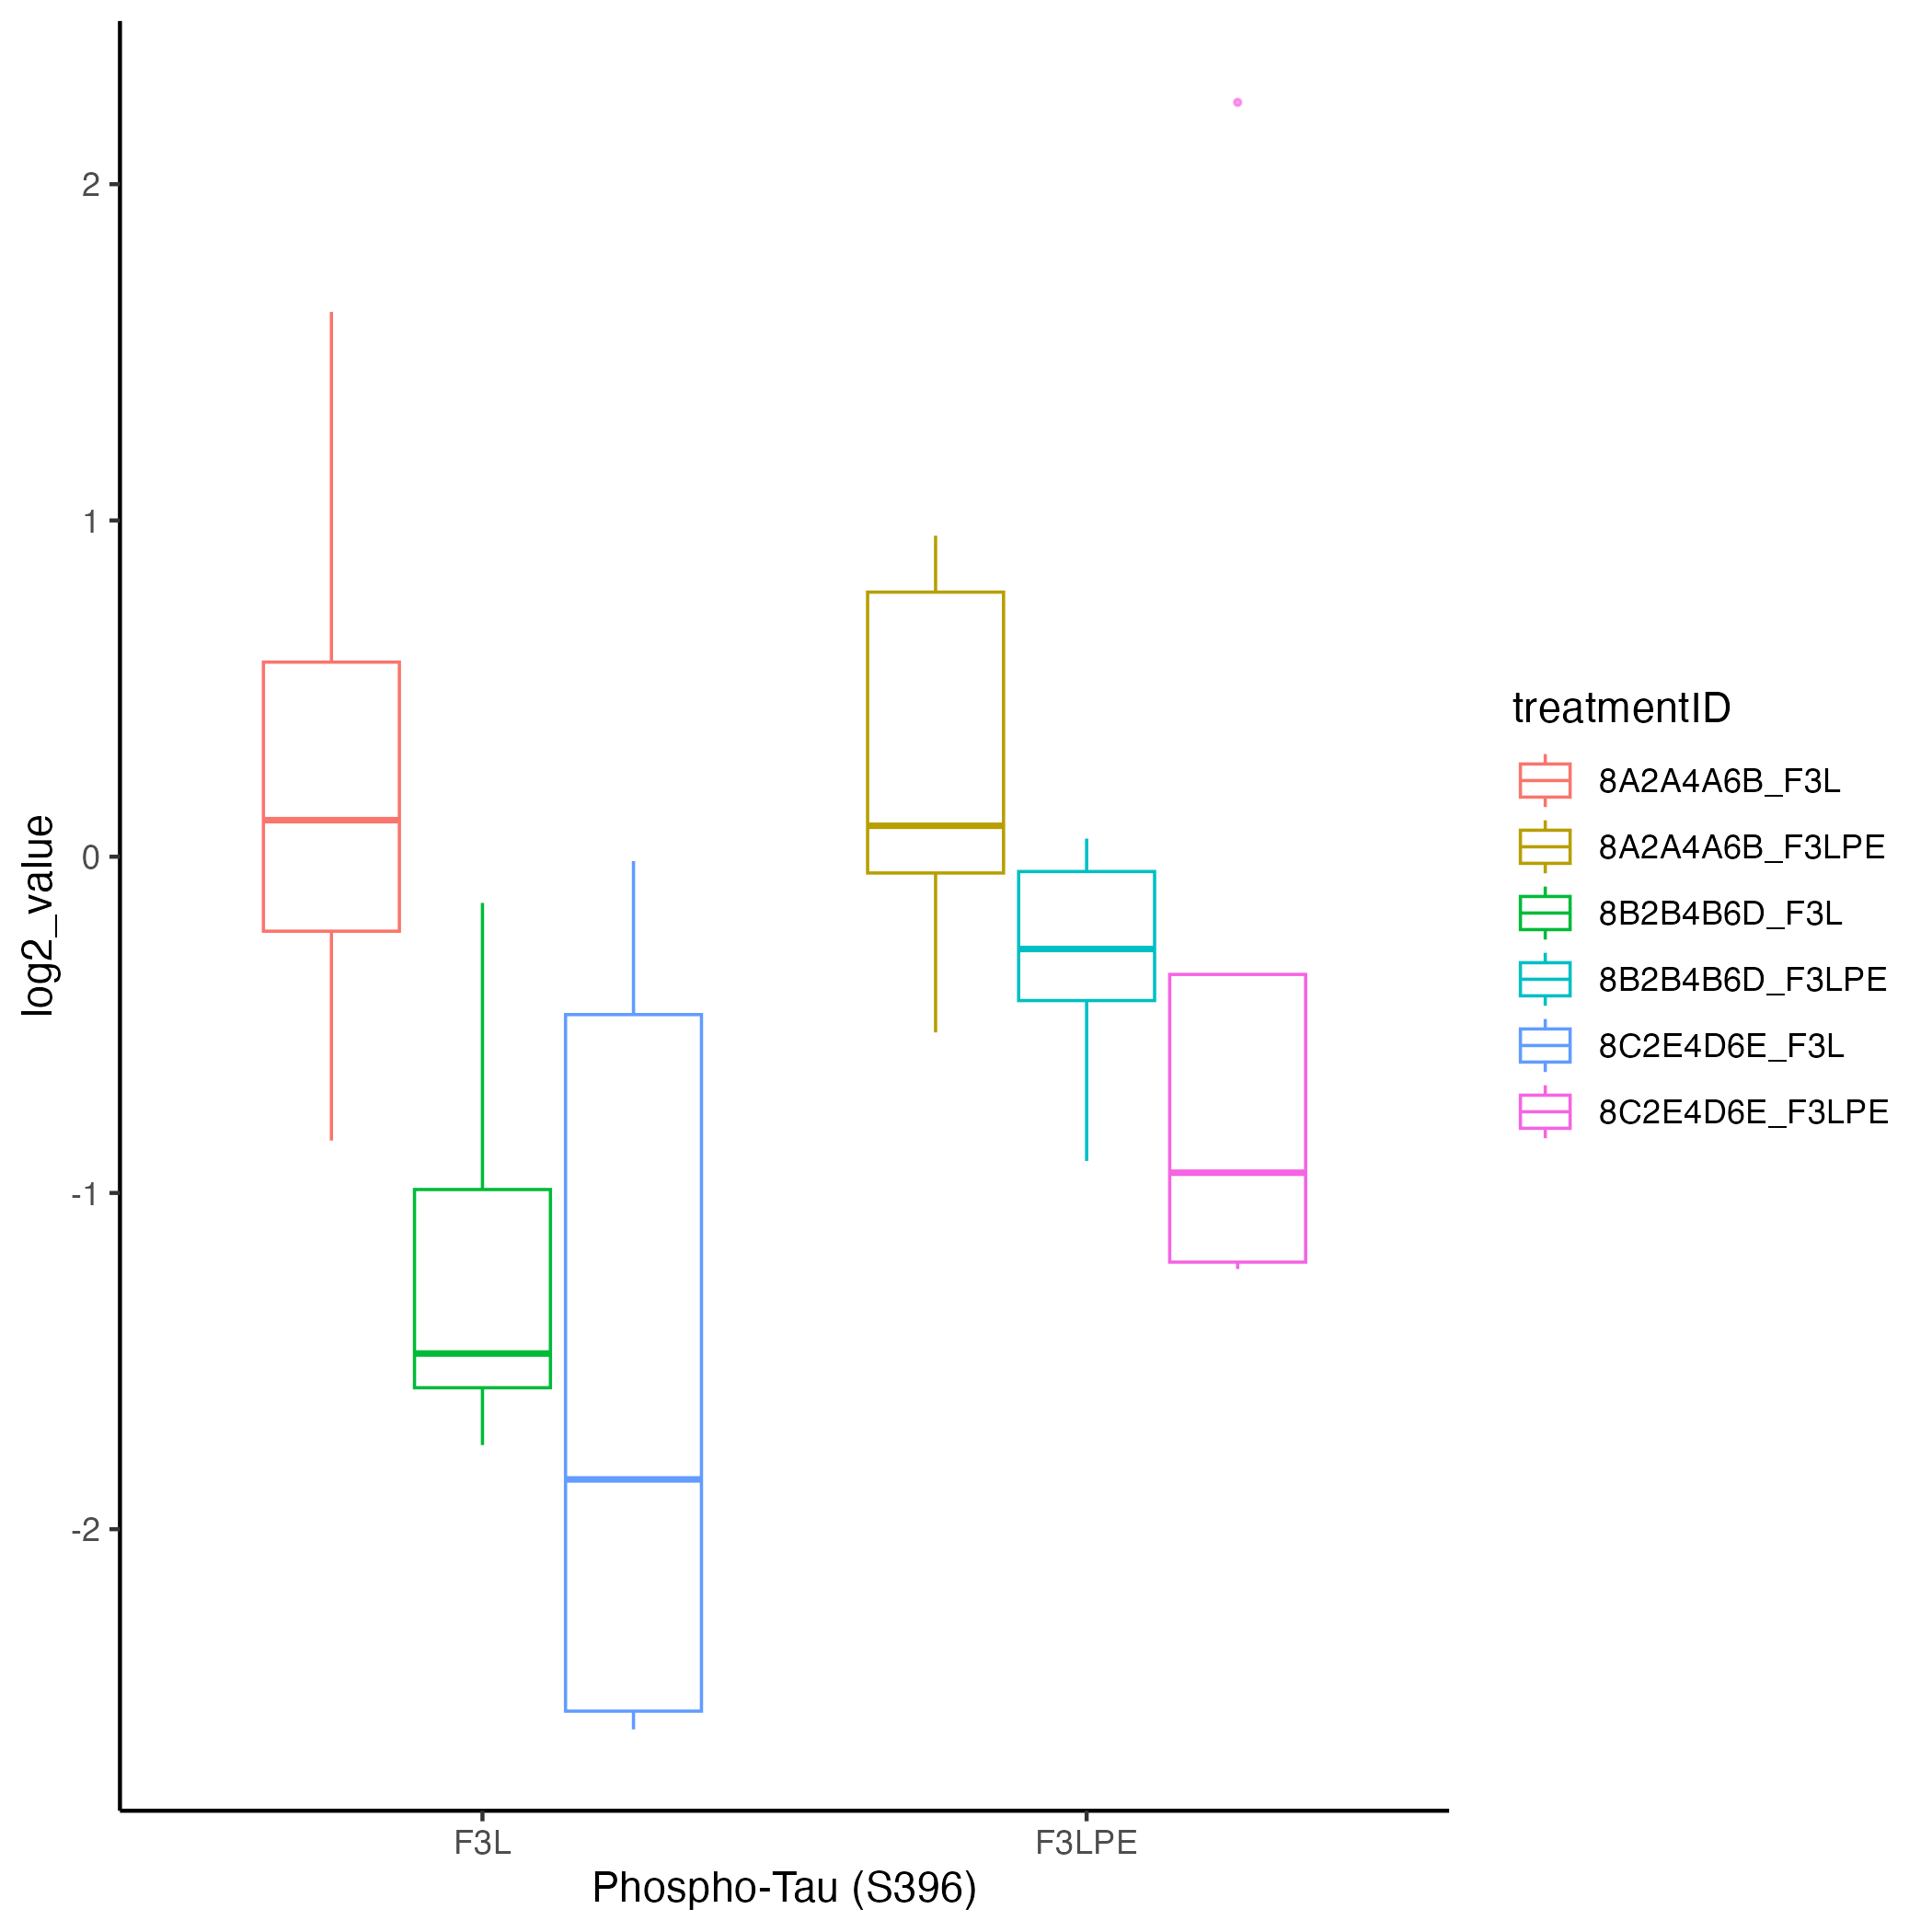 log2_value
2
1
0
-1
-2
F3L
F3LPE
Phospho-Tau (S396)
treatmentID
8A2A4A6B_F3L
8A2A4A6B_F3LPE
8B2B4B6D_F3L
8B2B4B6D_F3LPE
8C2E4D6E_F3L
8C2E4D6E_F3LPE